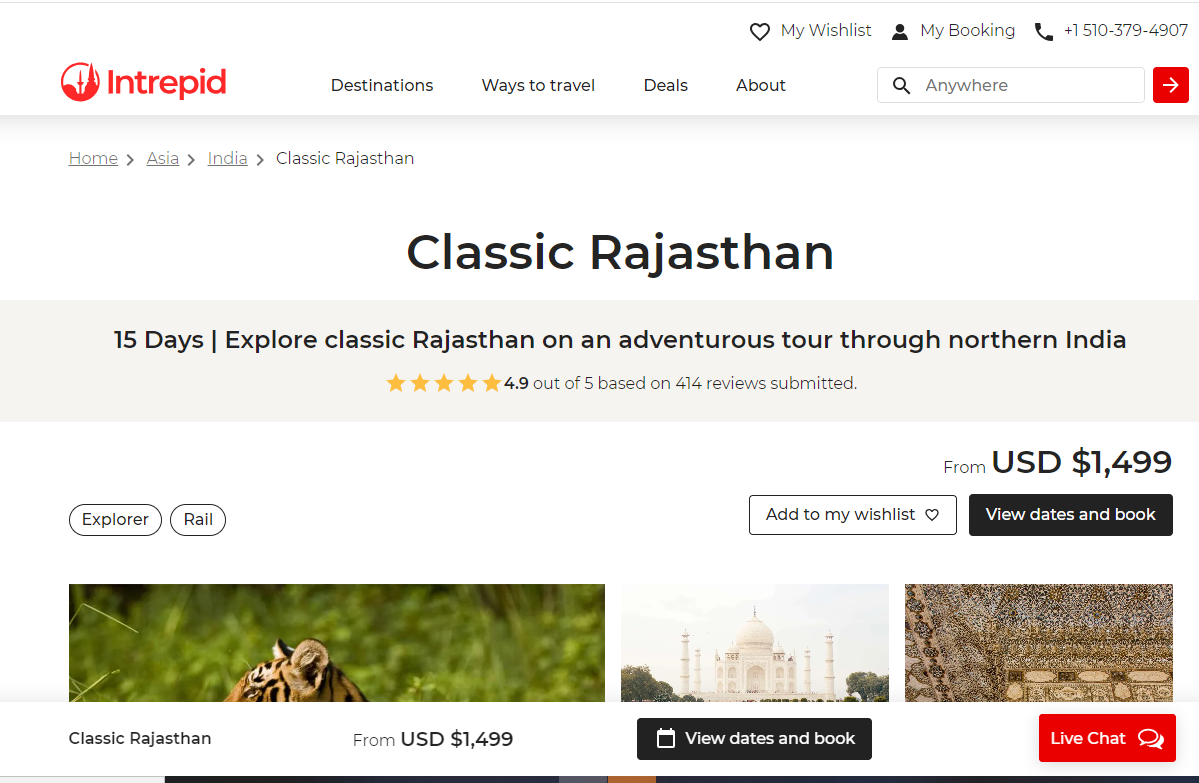 My Wishlist My Booking +1 510-379-4907
Intrepid Destinations Ways to travel Deals About Anywhere
Home > Asia > India > Classic Rajasthan
Classic Rajasthan
15 Days | Explore classic Rajasthan on an adventurous tour through northern India
4.9 out of 5 based on 414 reviews submitted.
From USD $1,499
Explorer Rail Add to my wishlist View dates and book
Classic Rajasthan From USD $1,499 View dates and book Live Chat